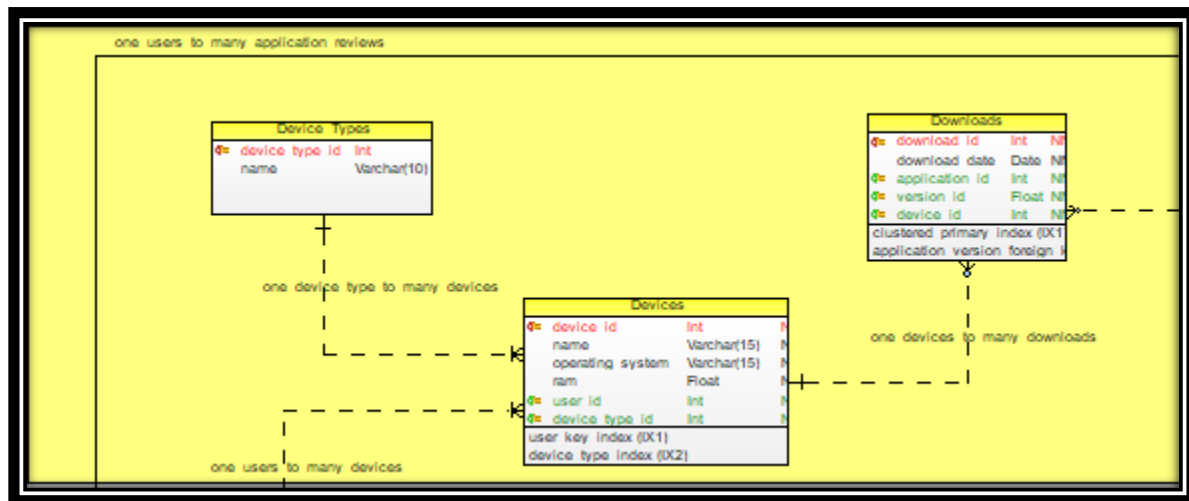 one users to many application reviews
Device Types
device type id Int
name Varchar(10)
Downloads
download id Int
download date Date
application id Int
version id Float
device id Int
clustered primary index (IX1
application version foreign
one device type to many devices
Devices
device id Int
name Varchar(15)
operating system Varchar(15)
ram Float
user id Int
device type id Int
user key index (IX1)
device type index (IX2)
one devices to many downloads
one users to many devices